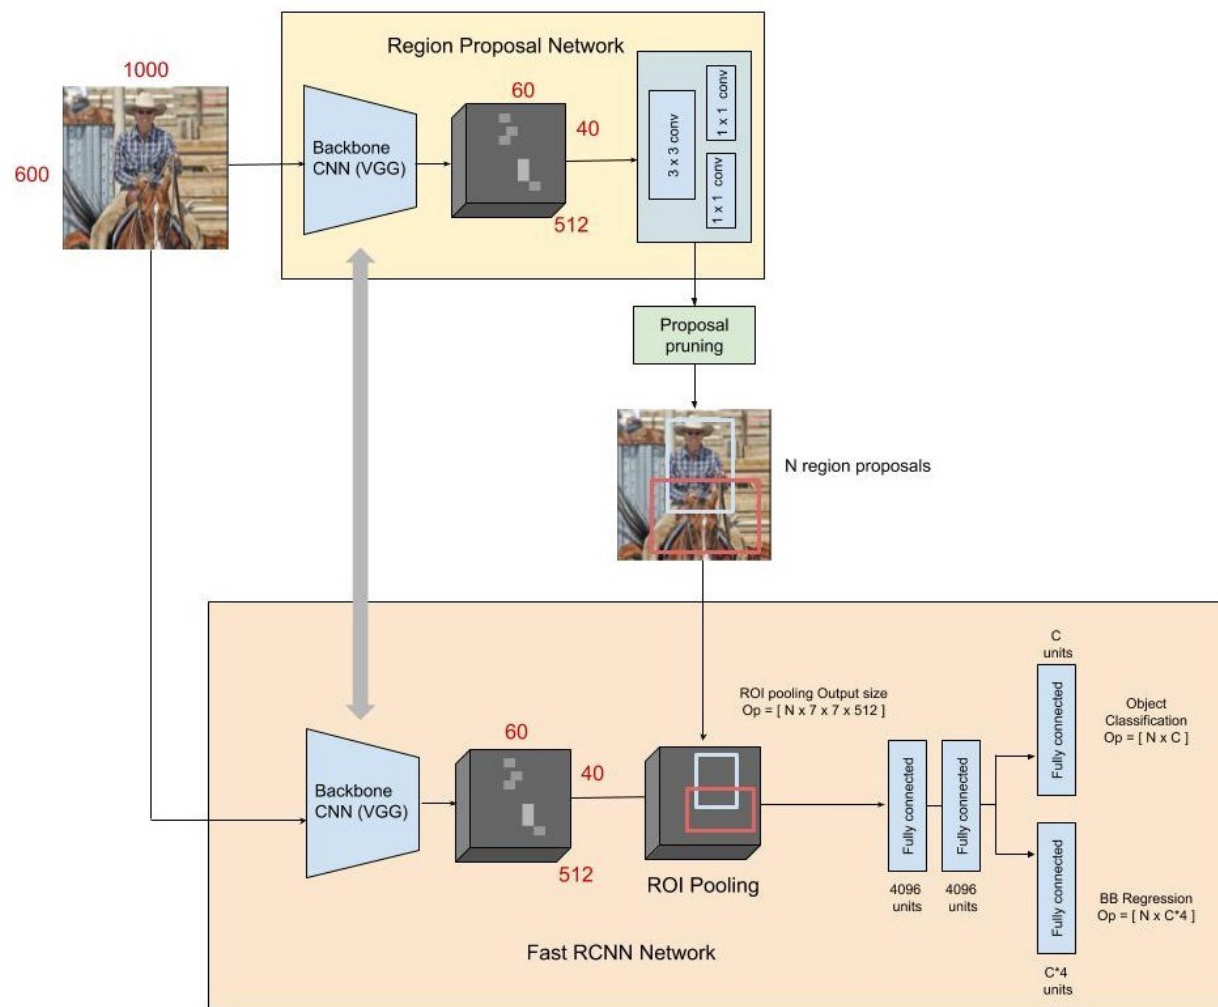 Region Proposal Network
1000
600
Backbone
CNN (VGG)
60
40
512
3 x 3 conv
1 x 1 conv
1 x 1 conv
Proposal
pruning
N region proposals
ROI pooling Output size
Op = [ N x 7 x 7 x 512 ]
Backbone
CNN (VGG)
60
40
512
ROI Pooling
Fully connected
4096
units
Fully connected
4096
units
C
units
Fully connected
Object
Classification
Op = [ N x C ]
Fully connected
C*4
units
BB Regression
Op = [ N x C*4 ]
Fast RCNN Network